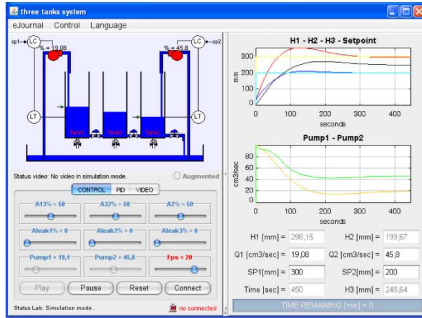 three tanks system
eJournal Control Language
sp1 LC % = 19,08 % = 45,8 LC sp2
LT LT
Status video: No video in simulation mode. Augmented
CONTROL PID VIDEO
A13% = 50 A32% = 50 A2% = 50
Aleak1% = 0 Aleak2% = 0 Aleak3% = 0
Pump1 = 19,1 Pump2 = 45,8 Fps = 20
Play Pause Reset Connect
Status Lab: Simulation mode. no connected
H1 - H2 - H3 - Setpoint
300
200
100
0
mm
0 100 200 300 400
seconds
Pump1 - Pump2
80
60
40
20
0
cm3/sec
0 100 200 300 400
seconds
H1 [mm] = 298,15 H2 [mm] = 199,67
Q1 [cm3/sec] = 19,08 Q2 [cm3/sec] = 45,8
SP1[mm] = 300 SP2[mm] = 200
Time [sec] = 450 H3 [mm] = 248,64
TIME REMAINING [mm] = 0